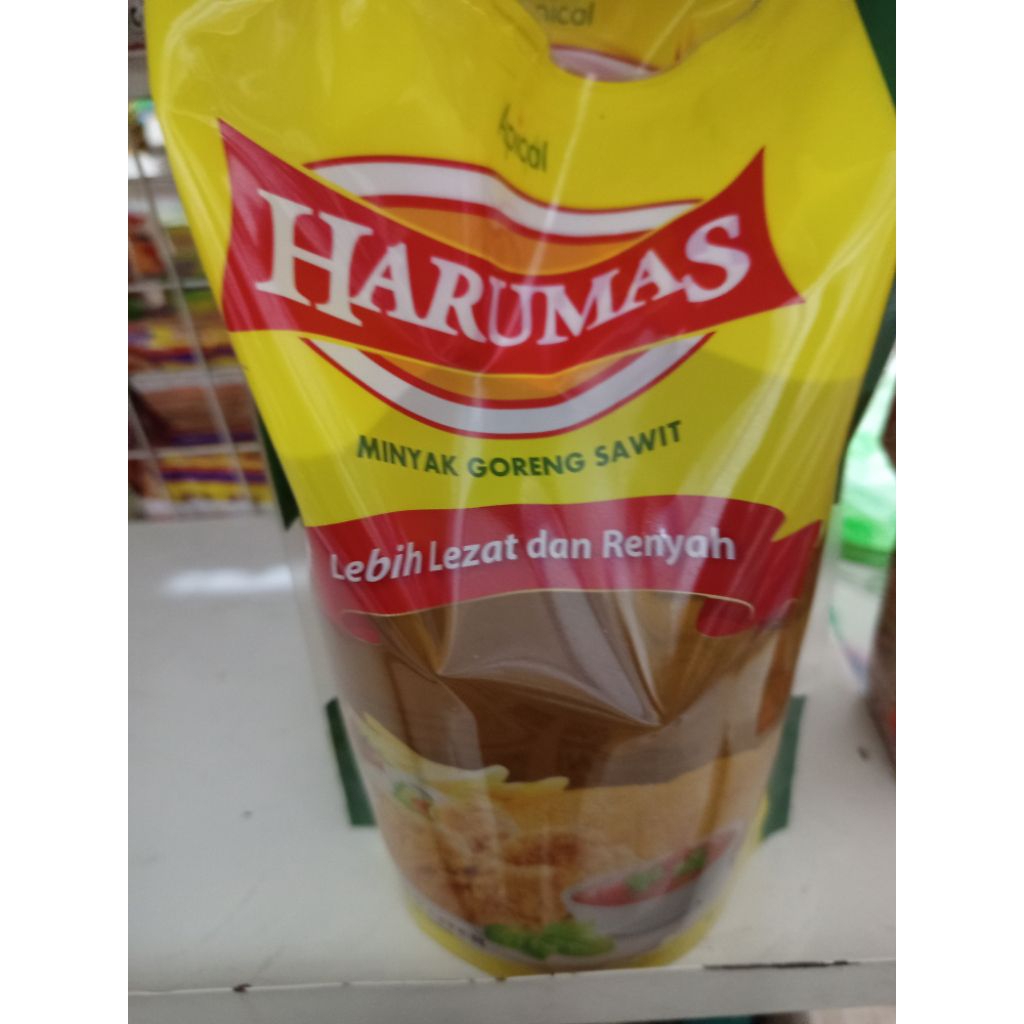 Apical
HARUMAS
MINYAK GORENG SAWIT
Lebih Lezat dan Renyah